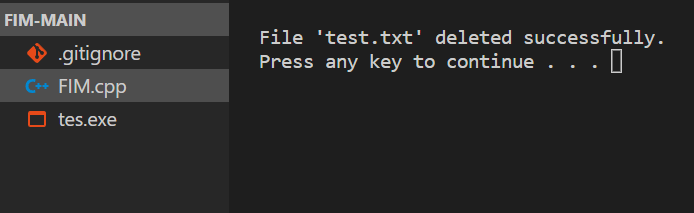 FIM-MAIN
.gitignore
FIM.cpp
tes.exe
File 'test.txt' deleted successfully.
Press any key to continue . . .